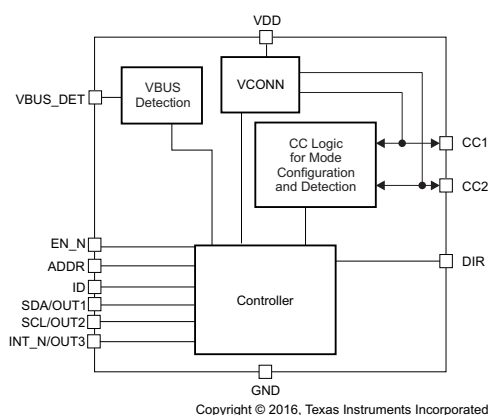 VDD
VBUS_DET
VBUS
Detection
VCONN
CC Logic
for Mode
Configuration
and Detection
CC1
CC2
EN_N
ADDR
ID
SDA/OUT1
SCL/OUT2
INT_N/OUT3
Controller
DIR
GND
Copyright © 2016, Texas Instruments Incorporated